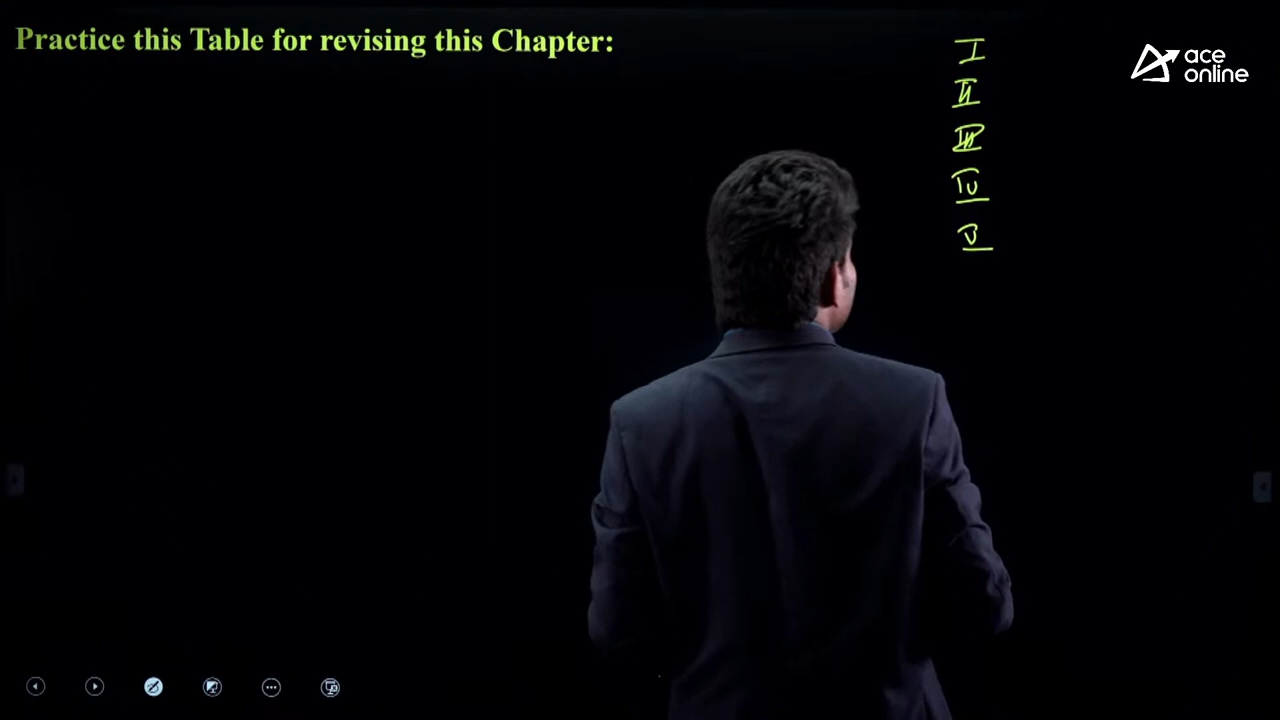 Practice this Table for revising this Chapter:
I
II
III
IV
V
ace
online